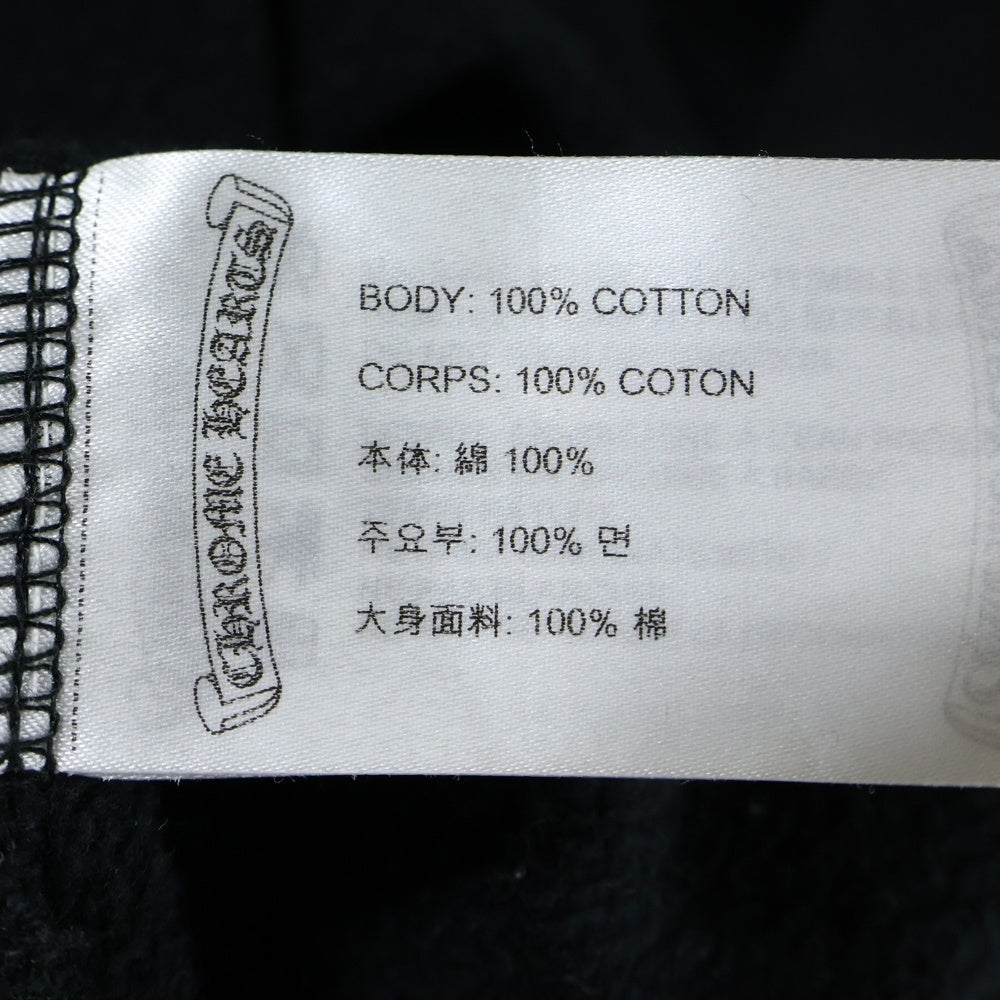 CHROME HEARTS
BODY: 100% COTTON
CORPS: 100% COTON
本体: 綿 100%
주요부: 100% 면
大身面料: 100% 棉